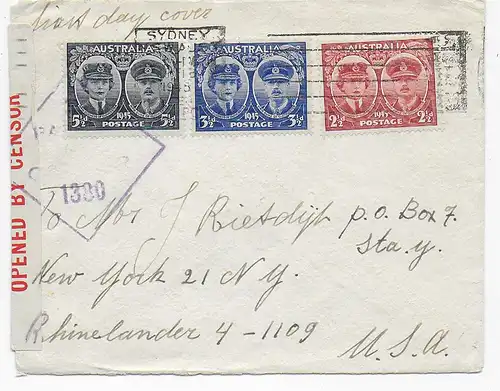 First day cover
SYDNEY
AUSTRALIA
1945
5½d 5½d
POSTAGE
AUSTRALIA
1945
3½d 3½d
POSTAGE
AUSTRALIA
1945
2½d 2½d
POSTAGE
OPENED BY CENSOR
1380
To Mr J Rietdijk P.O. Box 7.
Sta. y.
New York 21 N.Y.
Rhinelander 4-1109
U.S.A.